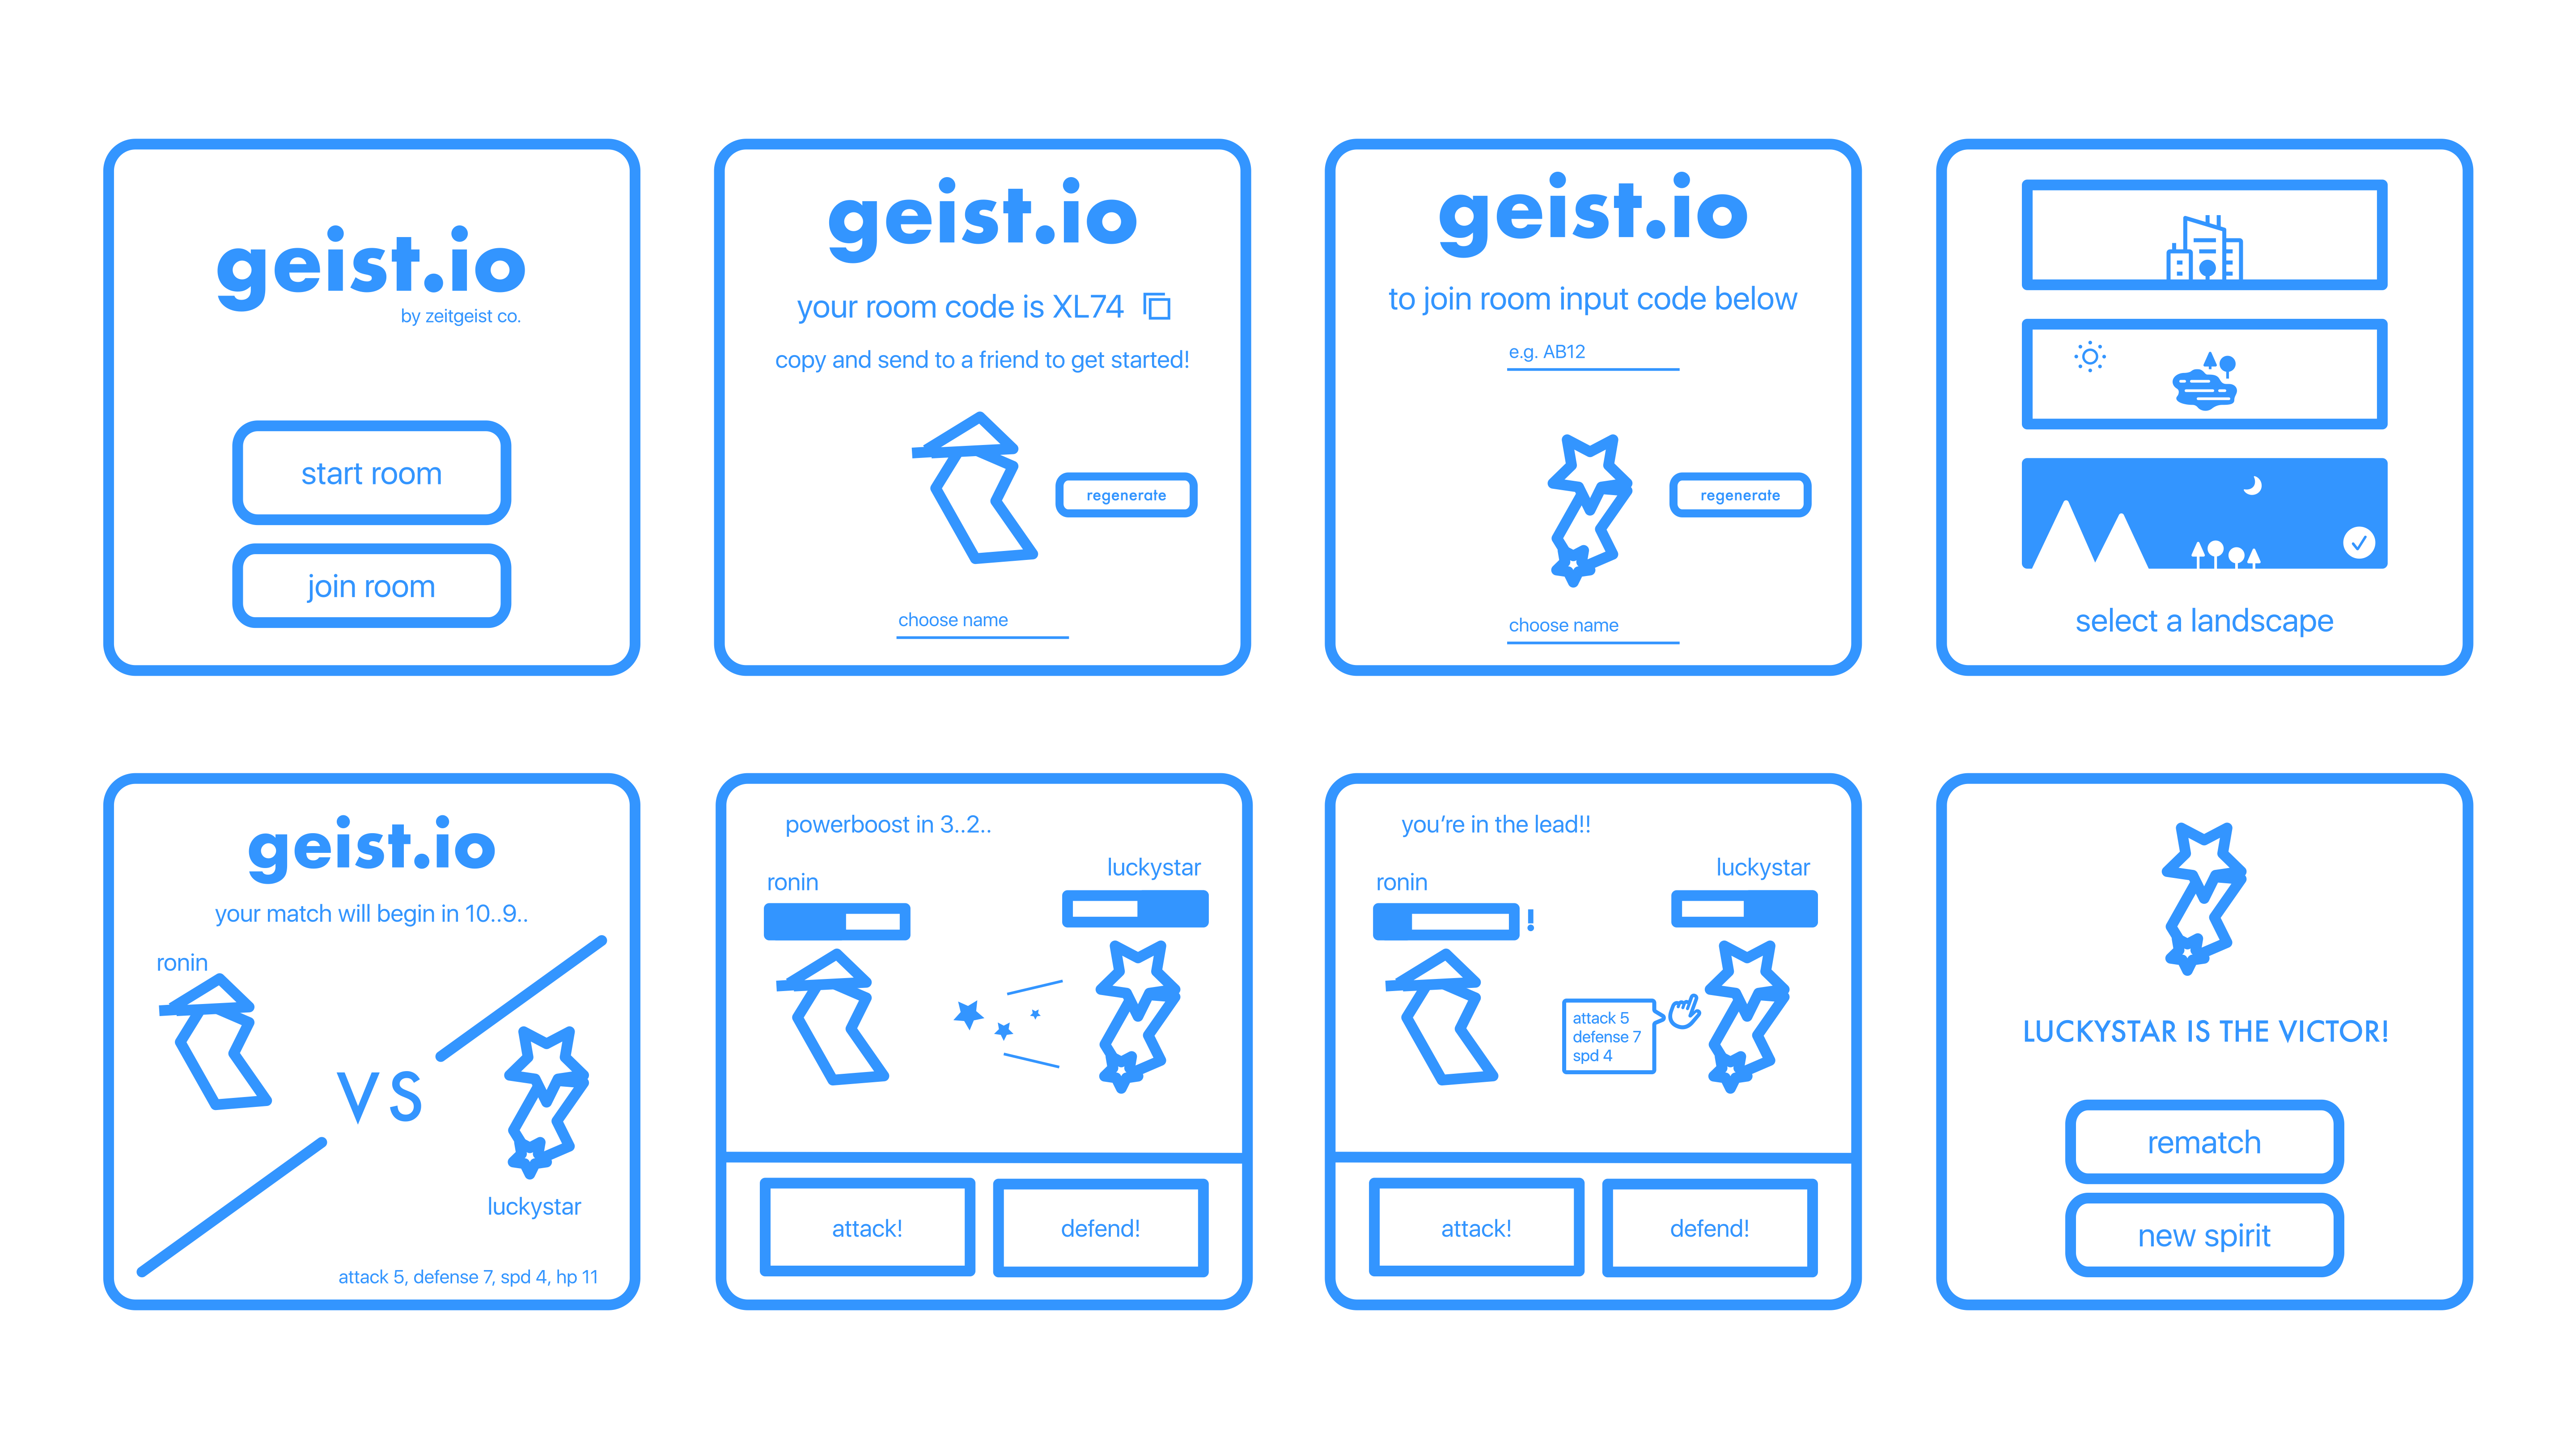 geist.io
by zeitgeist co.
start room
join room
geist.io
your room code is XL74
copy and send to a friend to get started!
regenerate
choose name
geist.io
to join room input code below
e.g. AB12
regenerate
choose name
select a landscape
geist.io
your match will begin in 10..9..
ronin
VS
luckystar
attack 5, defense 7, spd 4, hp 11
powerboost in 3..2..
luckystar
ronin
attack!
defend!
you're in the lead!!
luckystar
ronin
!
attack 5
defense 7
spd 4
attack!
defend!
LUCKYSTAR IS THE VICTOR!
rematch
new spirit